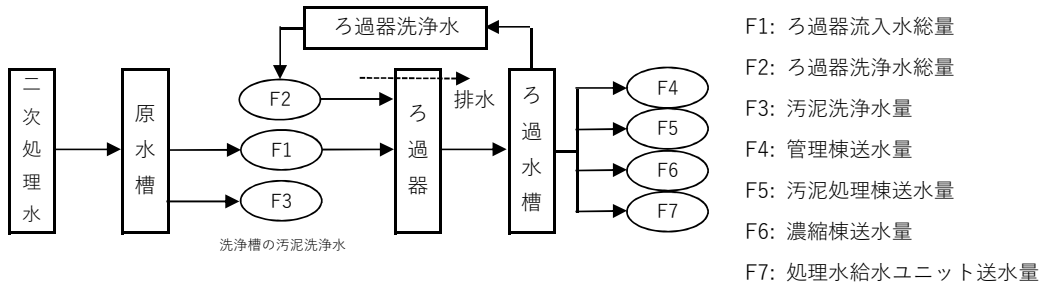 ろ過器洗浄水
二次処理水
原水槽
F2
F1
F3
洗浄槽の汚泥洗浄水
排水
ろ過器
ろ過水槽
F4
F5
F6
F7
F1: ろ過器流入水総量
F2: ろ過器洗浄水総量
F3: 汚泥洗浄水量
F4: 管理棟送水量
F5: 汚泥処理棟送水量
F6: 濃縮棟送水量
F7: 処理水給水ユニット送水量